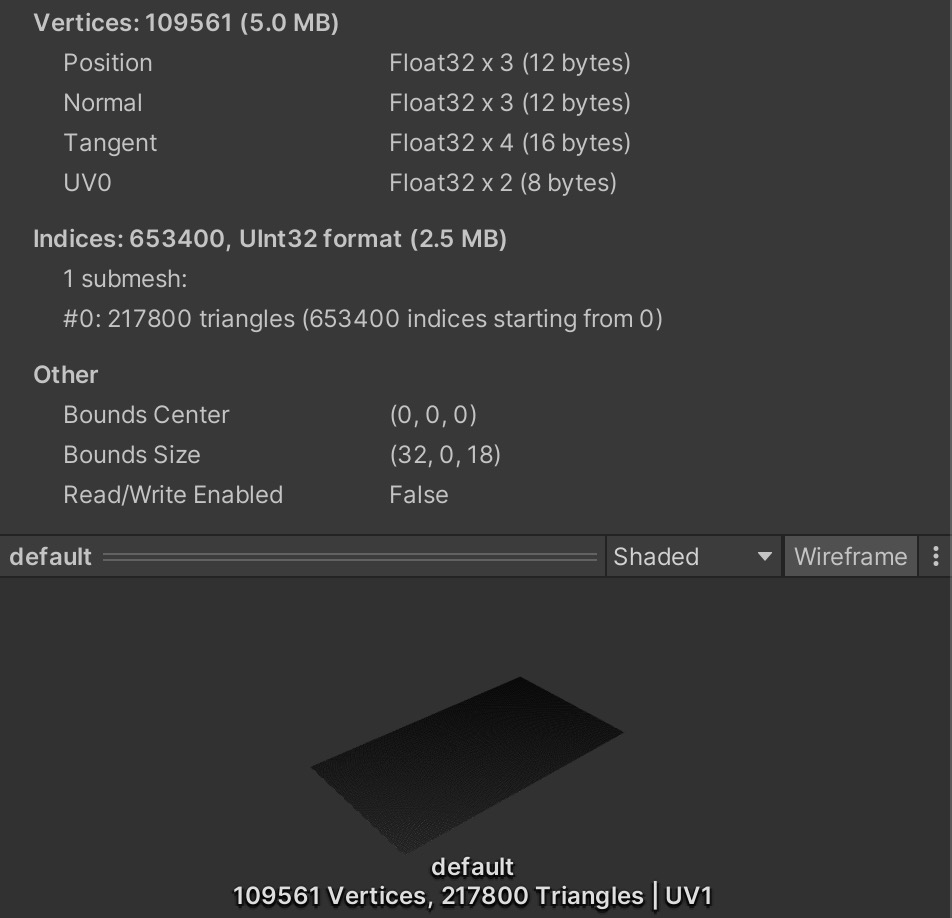 Vertices: 109561 (5.0 MB)
Position Float32 x 3 (12 bytes)
Normal Float32 x 3 (12 bytes)
Tangent Float32 x 4 (16 bytes)
UV0 Float32 x 2 (8 bytes)
Indices: 653400, UInt32 format (2.5 MB)
1 submesh:
#0: 217800 triangles (653400 indices starting from 0)
Other
Bounds Center (0, 0, 0)
Bounds Size (32, 0, 18)
Read/Write Enabled False
default Shaded Wireframe
default
109561 Vertices, 217800 Triangles | UV1